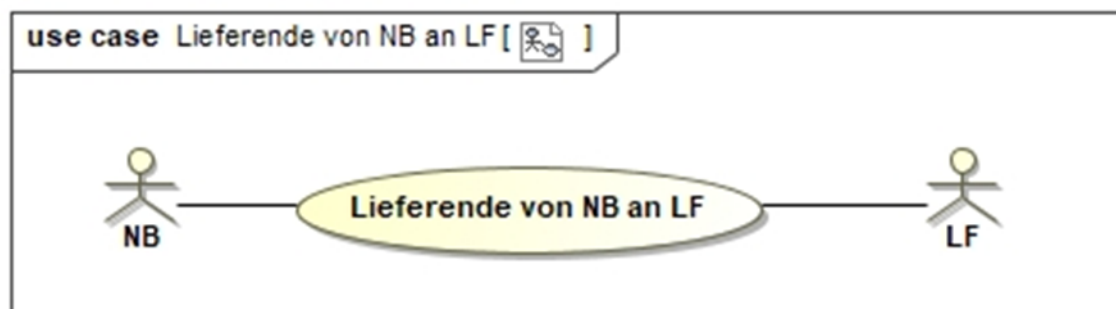 use case Lieferende von NB an LF[ ]
Lieferende von NB an LF
NB
LF